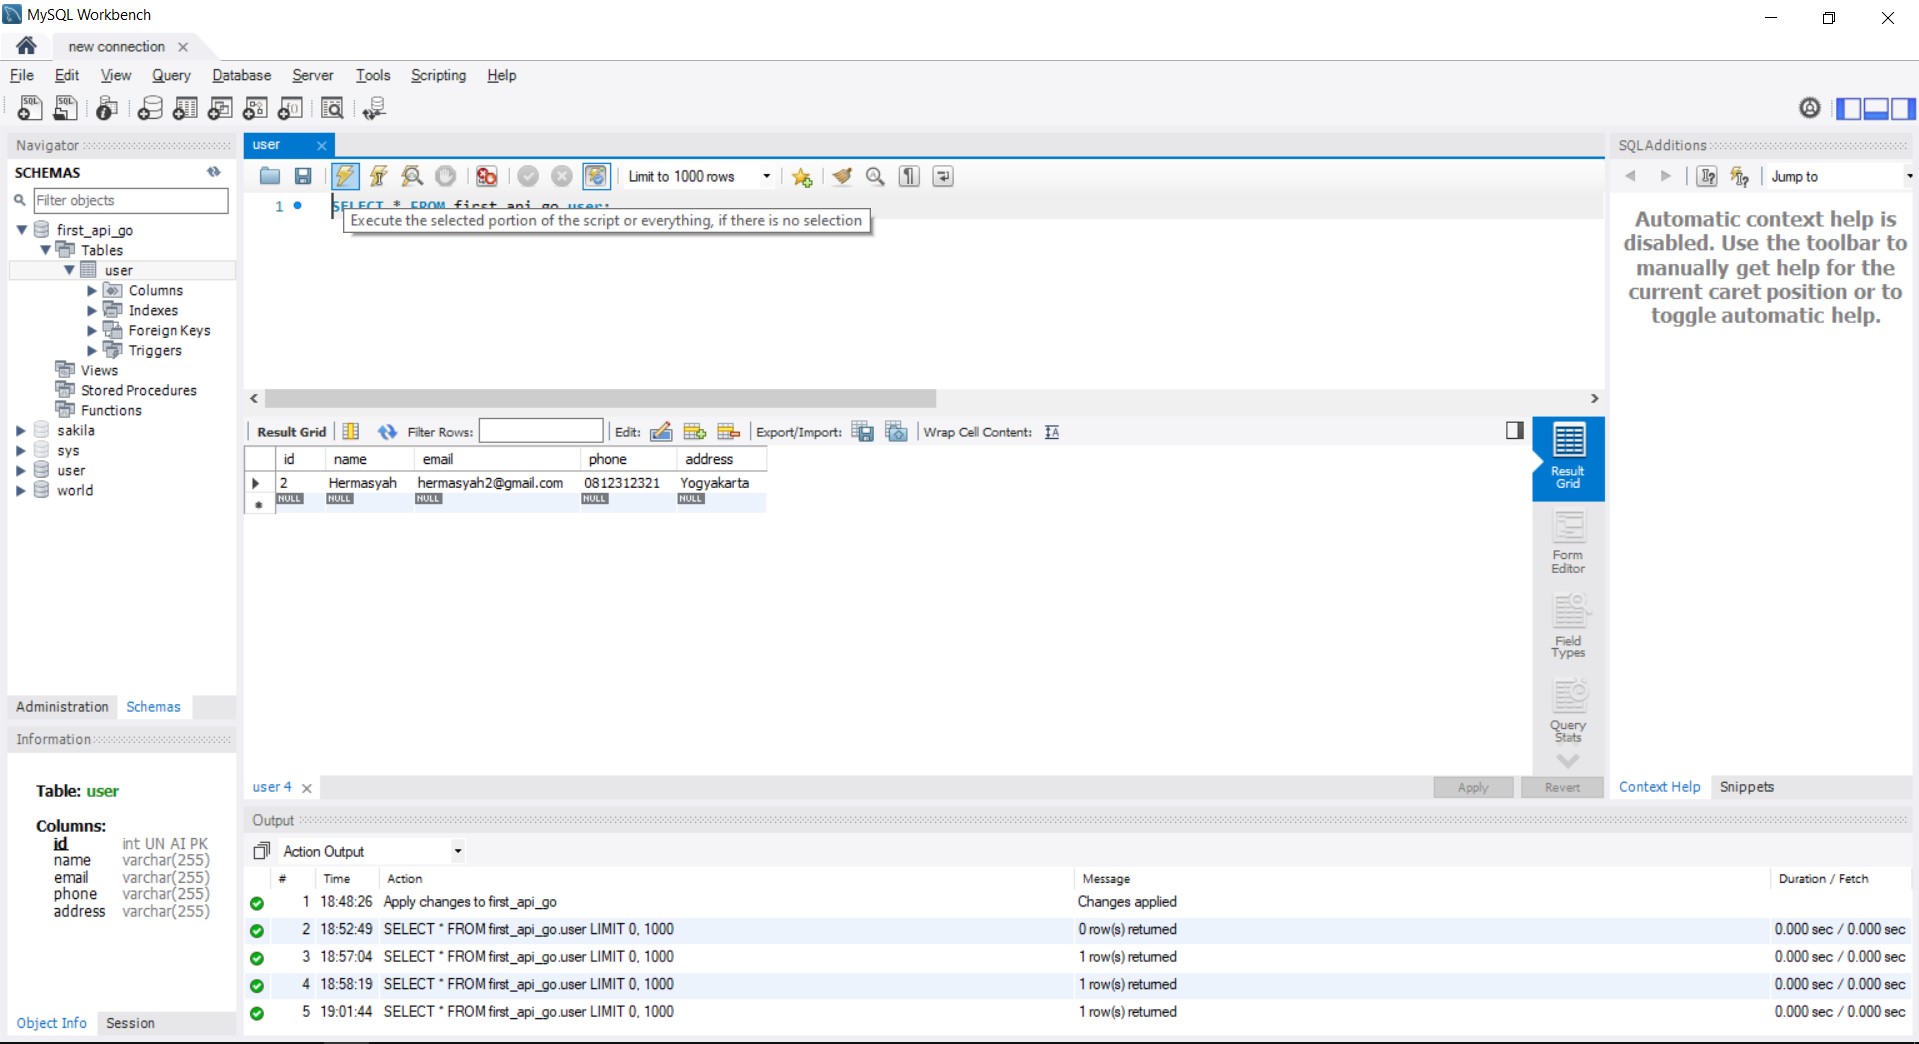 MySQL Workbench
new connection
File Edit View Query Database Server Tools Scripting Help
Navigator
SCHEMAS
Filter objects
first_api_go
Tables
user
Columns
Indexes
Foreign Keys
Triggers
Views
Stored Procedures
Functions
sakila
sys
user
world
Administration Schemas
Information
Table: user
Columns:
id int UN AI PK
name varchar(255)
email varchar(255)
phone varchar(255)
address varchar(255)
Object Info Session
user
Limit to 1000 rows
1 SELECT * FROM first_api_go.user;
Execute the selected portion of the script or everything, if there is no selection
Result Grid Filter Rows: Edit: Export/Import: Wrap Cell Content: IA
id name email phone address
2 Hermasyah hermasyah2@gmail.com 0812312321 Yogyakarta
NULL NULL NULL NULL NULL
Result
Grid
Form
Editor
Field
Types
Query
Stats
user 4
Apply Revert
SQLAdditions
Jump to
Automatic context help is
disabled. Use the toolbar to
manually get help for the
current caret position or to
toggle automatic help.
Context Help Snippets
Output
Action Output
# Time Action Message Duration / Fetch
1 18:48:26 Apply changes to first_api_go Changes applied
2 18:52:49 SELECT * FROM first_api_go.user LIMIT 0, 1000 0 row(s) returned 0.000 sec / 0.000 sec
3 18:57:04 SELECT * FROM first_api_go.user LIMIT 0, 1000 1 row(s) returned 0.000 sec / 0.000 sec
4 18:58:19 SELECT * FROM first_api_go.user LIMIT 0, 1000 1 row(s) returned 0.000 sec / 0.000 sec
5 19:01:44 SELECT * FROM first_api_go.user LIMIT 0, 1000 1 row(s) returned 0.000 sec / 0.000 sec